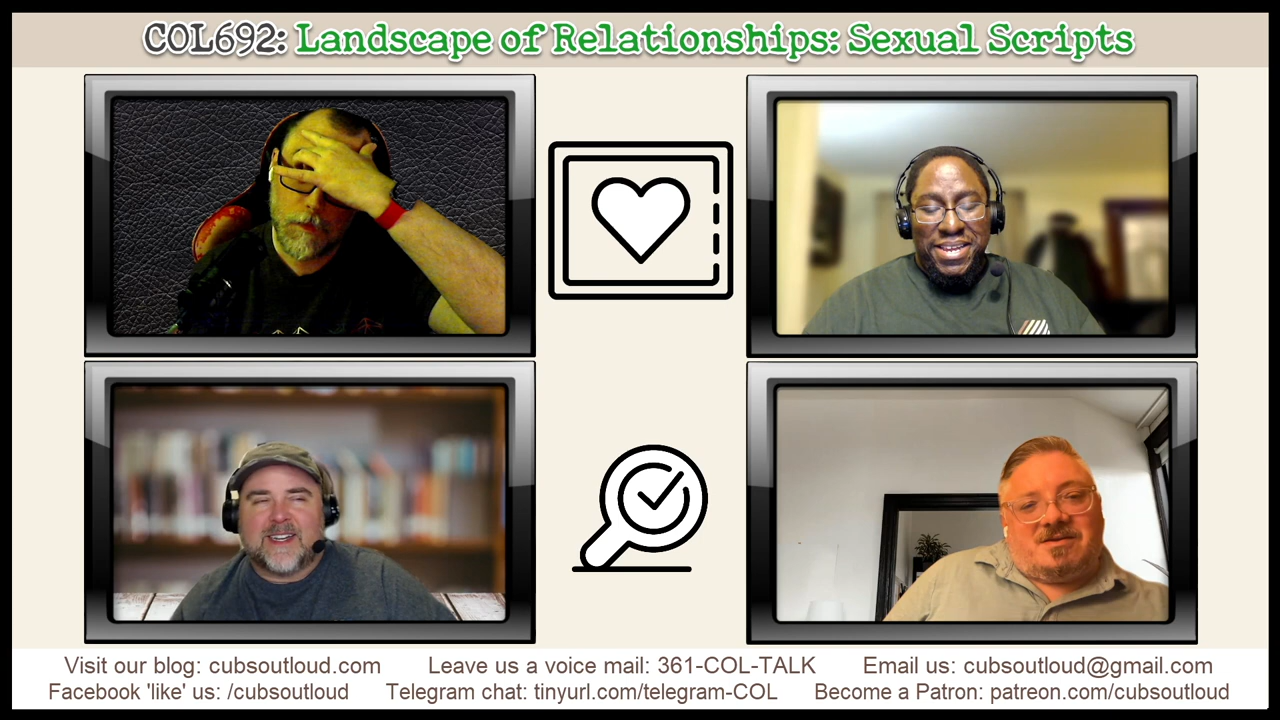 COL692: Landscape of Relationships: Sexual Scripts
Visit our blog: cubsoutloud.com Leave us a voice mail: 361-COL-TALK Email us: cubsoutloud@gmail.com
Facebook 'like' us: /cubsoutloud Telegram chat: tinyurl.com/telegram-COL Become a Patron: patreon.com/cubsoutloud